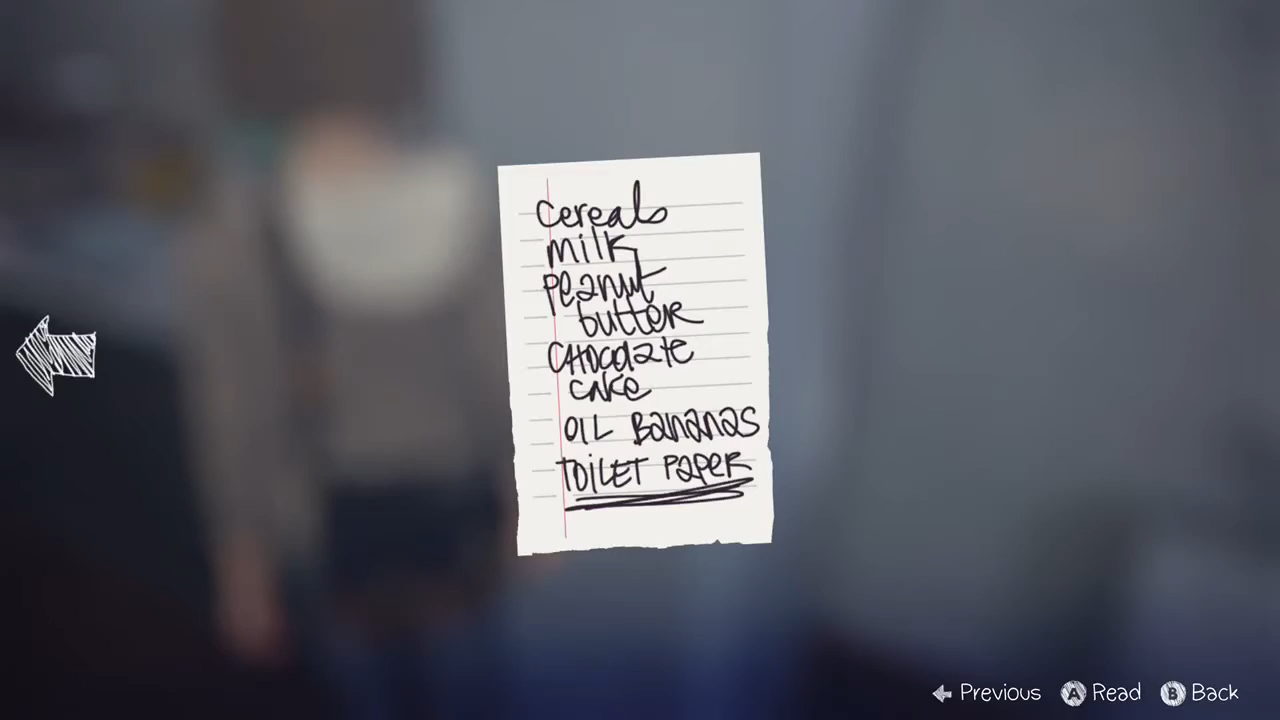 cereals
milk
peanut
butter
CHocolate
cake
OIL Bananas
TOILET PAPER
Previous A Read B Back